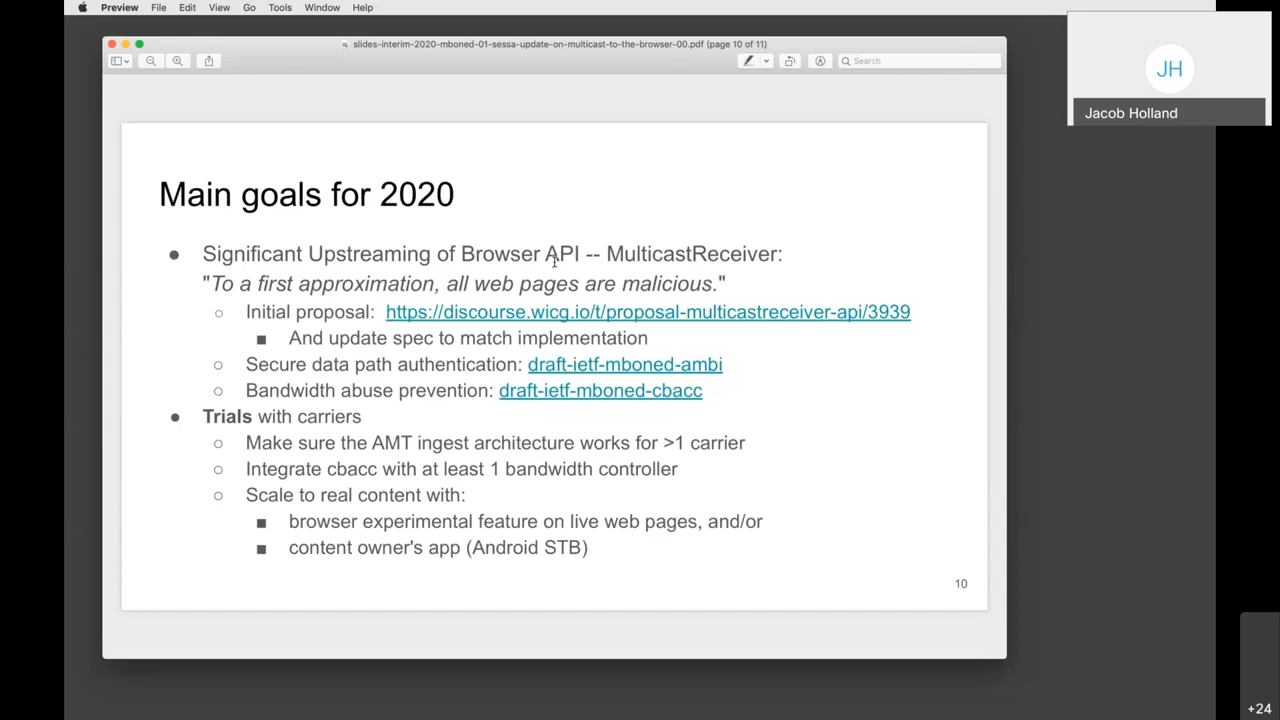 Preview File Edit View Go Tools Window Help
slides-interim-2020-mboned-01-sessa-update-on-multicast-to-the-browser-00.pdf (page 10 of 11)
Search
JH
Jacob Holland
Main goals for 2020
● Significant Upstreaming of Browser API -- MulticastReceiver:
"To a first approximation, all web pages are malicious."
○ Initial proposal: https://discourse.wicg.io/t/proposal-multicastreceiver-api/3939
■ And update spec to match implementation
○ Secure data path authentication: draft-ietf-mboned-ambi
○ Bandwidth abuse prevention: draft-ietf-mboned-cbacc
● Trials with carriers
○ Make sure the AMT ingest architecture works for >1 carrier
○ Integrate cbacc with at least 1 bandwidth controller
○ Scale to real content with:
■ browser experimental feature on live web pages, and/or
■ content owner's app (Android STB)
10
+24